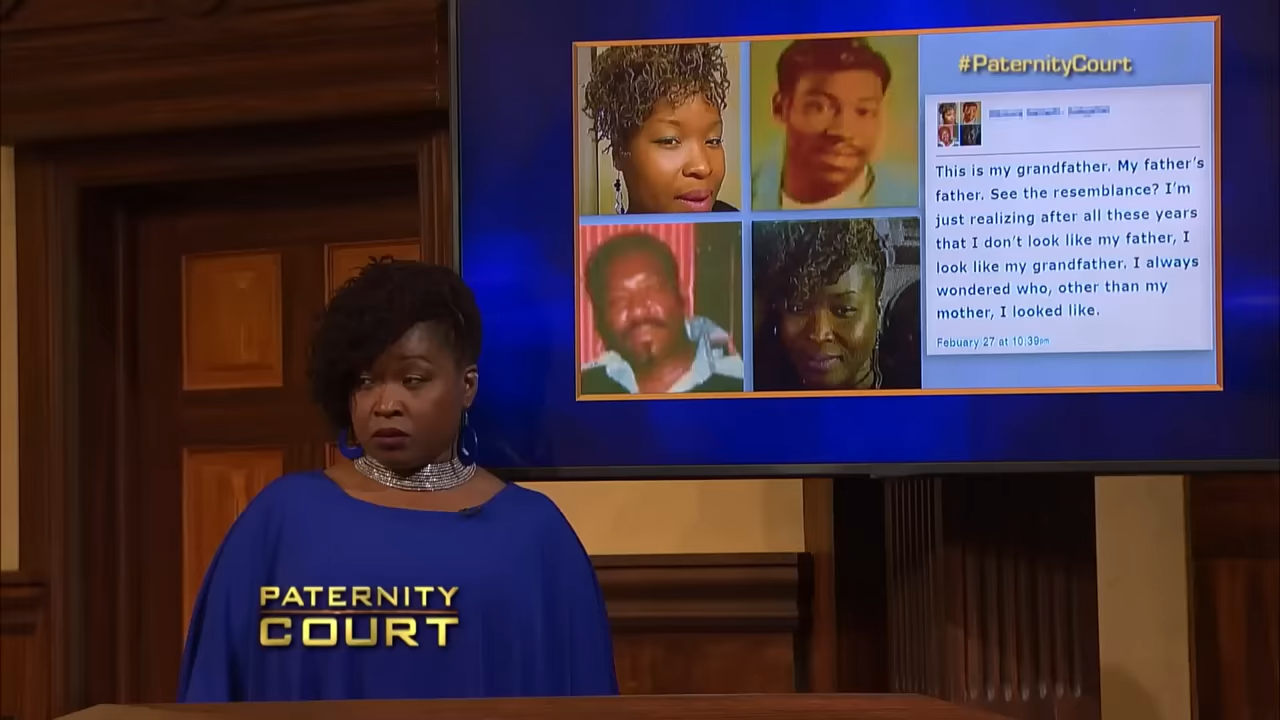 #PaternityCourt
This is my grandfather. My father's
father. See the resemblance? I'm
just realizing after all these years
that I don't look like my father, I
look like my grandfather. I always
wondered who, other than my
mother, I looked like.
Febuary 27 at 10:39pm
PATERNITY
COURT